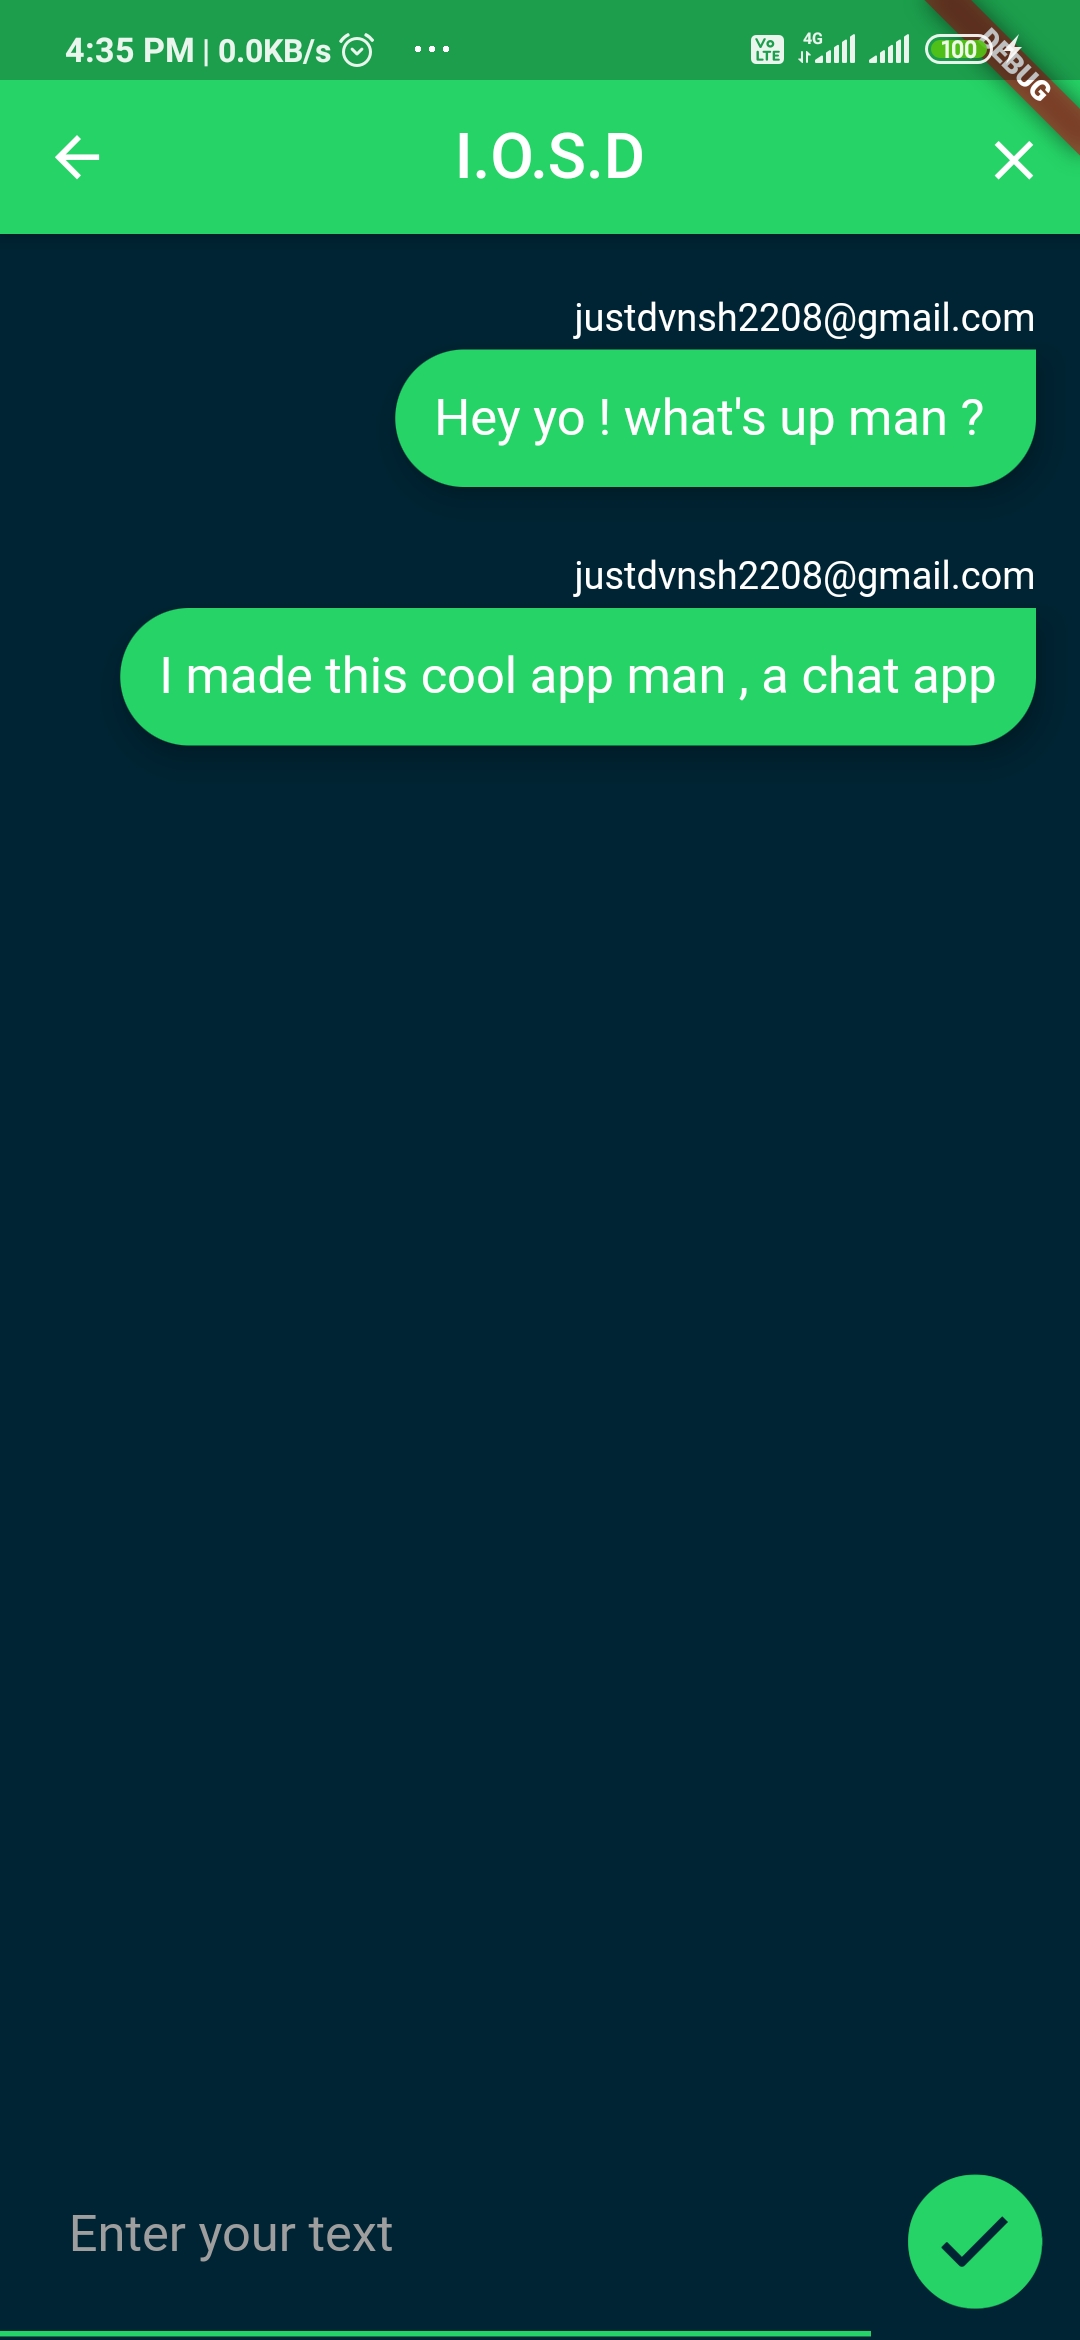 4:35 PM | 0.0KB/s
Vo
LTE
4G
100
DEBUG
I.O.S.D
justdvnsh2208@gmail.com
Hey yo ! what's up man ?
justdvnsh2208@gmail.com
I made this cool app man , a chat app
Enter your text